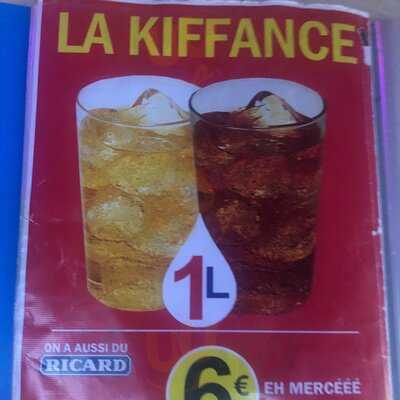 LA KIFFANCE
1L
ON A AUSSI DU
RICARD
6€
EH MERCÉÉÉ